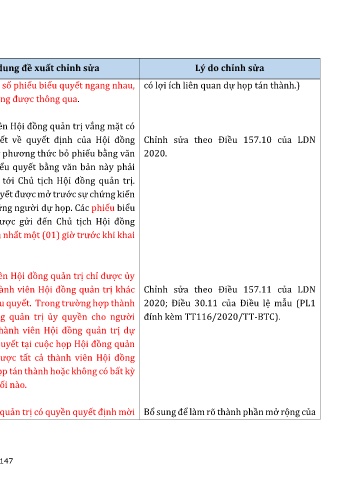 dung đề xuất chỉnh sửa
Lý do chỉnh sửa
số phiếu biểu quyết ngang nhau,
ng được thông qua.
có lợi ích liên quan dự họp tán thành.)
ên Hội đồng quản trị vắng mặt có
ết về quyết định của Hội đồng
phương thức bỏ phiếu bằng văn
ểu quyết bằng văn bản này phải
tới Chủ tịch Hội đồng quản trị.
yết được mở trước sự chứng kiến
ng người dự họp. Các phiếu biểu
ược gửi đến Chủ tịch Hội đồng
nhất một (01) giờ trước khi khai
Chỉnh sửa theo Điều 157.10 của LDN
2020.
ên Hội đồng quản trị chỉ được ủy
ành viên Hội đồng quản trị khác
u quyết. Trong trường hợp thành
g quản trị ủy quyền cho người
hành viên Hội đồng quản trị dự
uyết tại cuộc họp Hội đồng quản
ược tất cả thành viên Hội đồng
ọp tán thành hoặc không có bất kỳ
ối nào.
Chỉnh sửa theo Điều 157.11 của LDN
2020; Điều 30.11 của Điều lệ mẫu (PL1
đính kèm TT116/2020/TT-BTC).
quản trị có quyền quyết định mời
Bổ sung để làm rõ thành phần mở rộng của
147